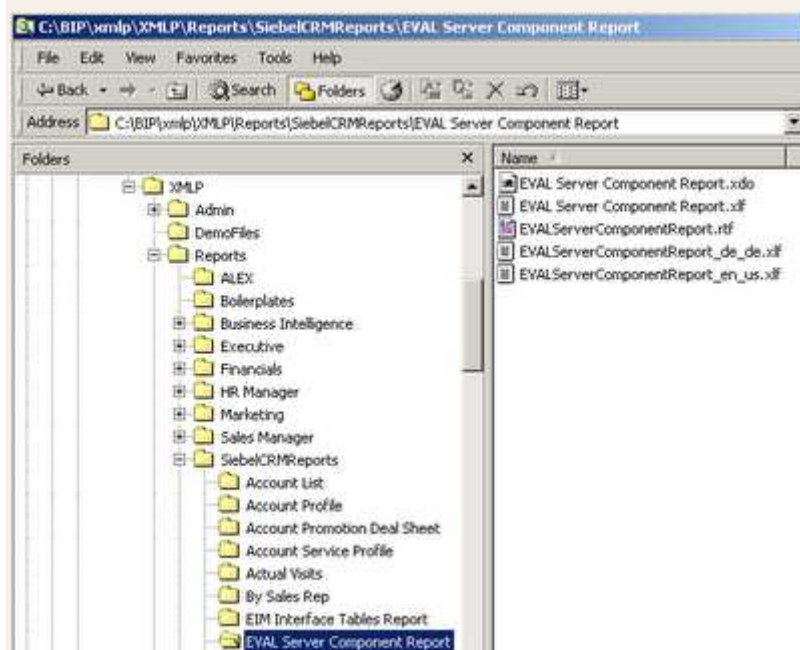 C:\BIP\xmlp\XMLP\Reports\SiebelCRMReports\EVAL Server Component Report
File Edit View Favorites Tools Help
Back Search Folders
Address C:\BIP\xmlp\XMLP\Reports\SiebelCRMReports\EVAL Server Component Report
Folders
XMLP
Admin
DemoFiles
Reports
ALEX
Boilerplates
Business Intelligence
Executive
Financials
HR Manager
Marketing
Sales Manager
SiebelCRMReports
Account List
Account Profile
Account Promotion Deal Sheet
Account Service Profile
Actual Visits
By Sales Rep
EIM Interface Tables Report
EVAL Server Component Report
Name
EVAL Server Component Report.xdo
EVAL Server Component Report.xlf
EVALServerComponentReport.rtf
EVALServerComponentReport_de_de.xlf
EVALServerComponentReport_en_us.xlf